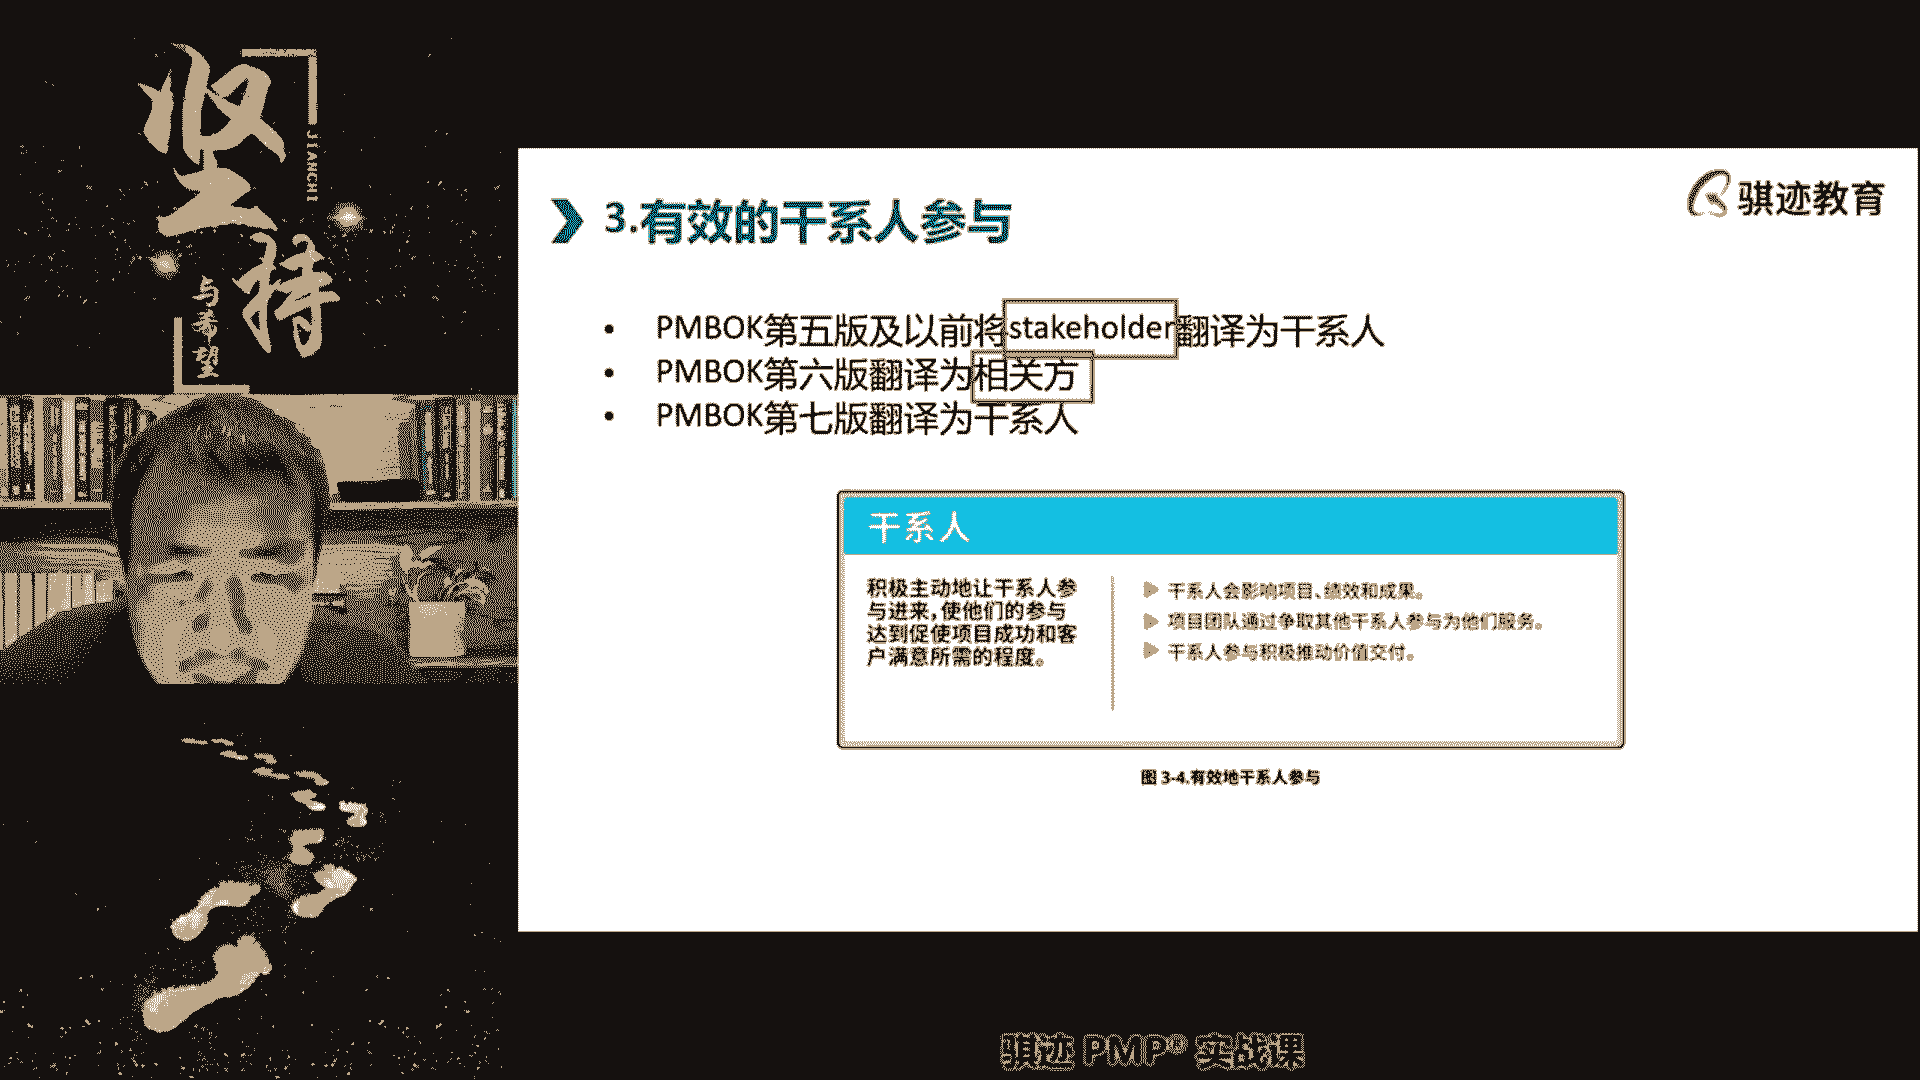 坚持
JIANCHI
与希望
骐迹教育
3.有效的干系人参与
• PMBOK第五版及以前将stakeholder翻译为干系人
• PMBOK第六版翻译为相关方
• PMBOK第七版翻译为干系人
干系人
积极主动地让干系人参
与进来，使他们的参与
达到促使项目成功和客
户满意所需的程度。
干系人会影响项目、绩效和成果。
项目团队通过争取其他干系人参与为他们服务。
干系人参与积极推动价值交付。
图 3-4.有效地干系人参与
骐迹 PMP® 实战课